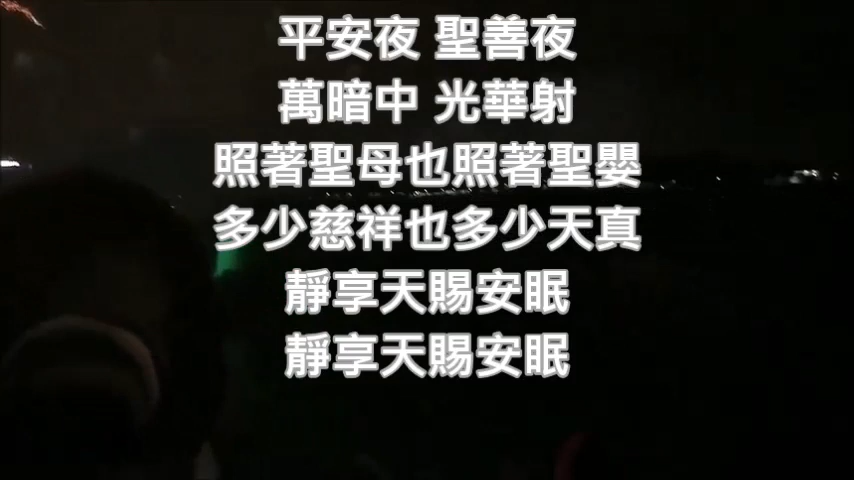 平安夜 聖善夜
萬暗中 光華射
照著聖母也照著聖嬰
多少慈祥也多少天真
靜享天賜安眠
靜享天賜安眠